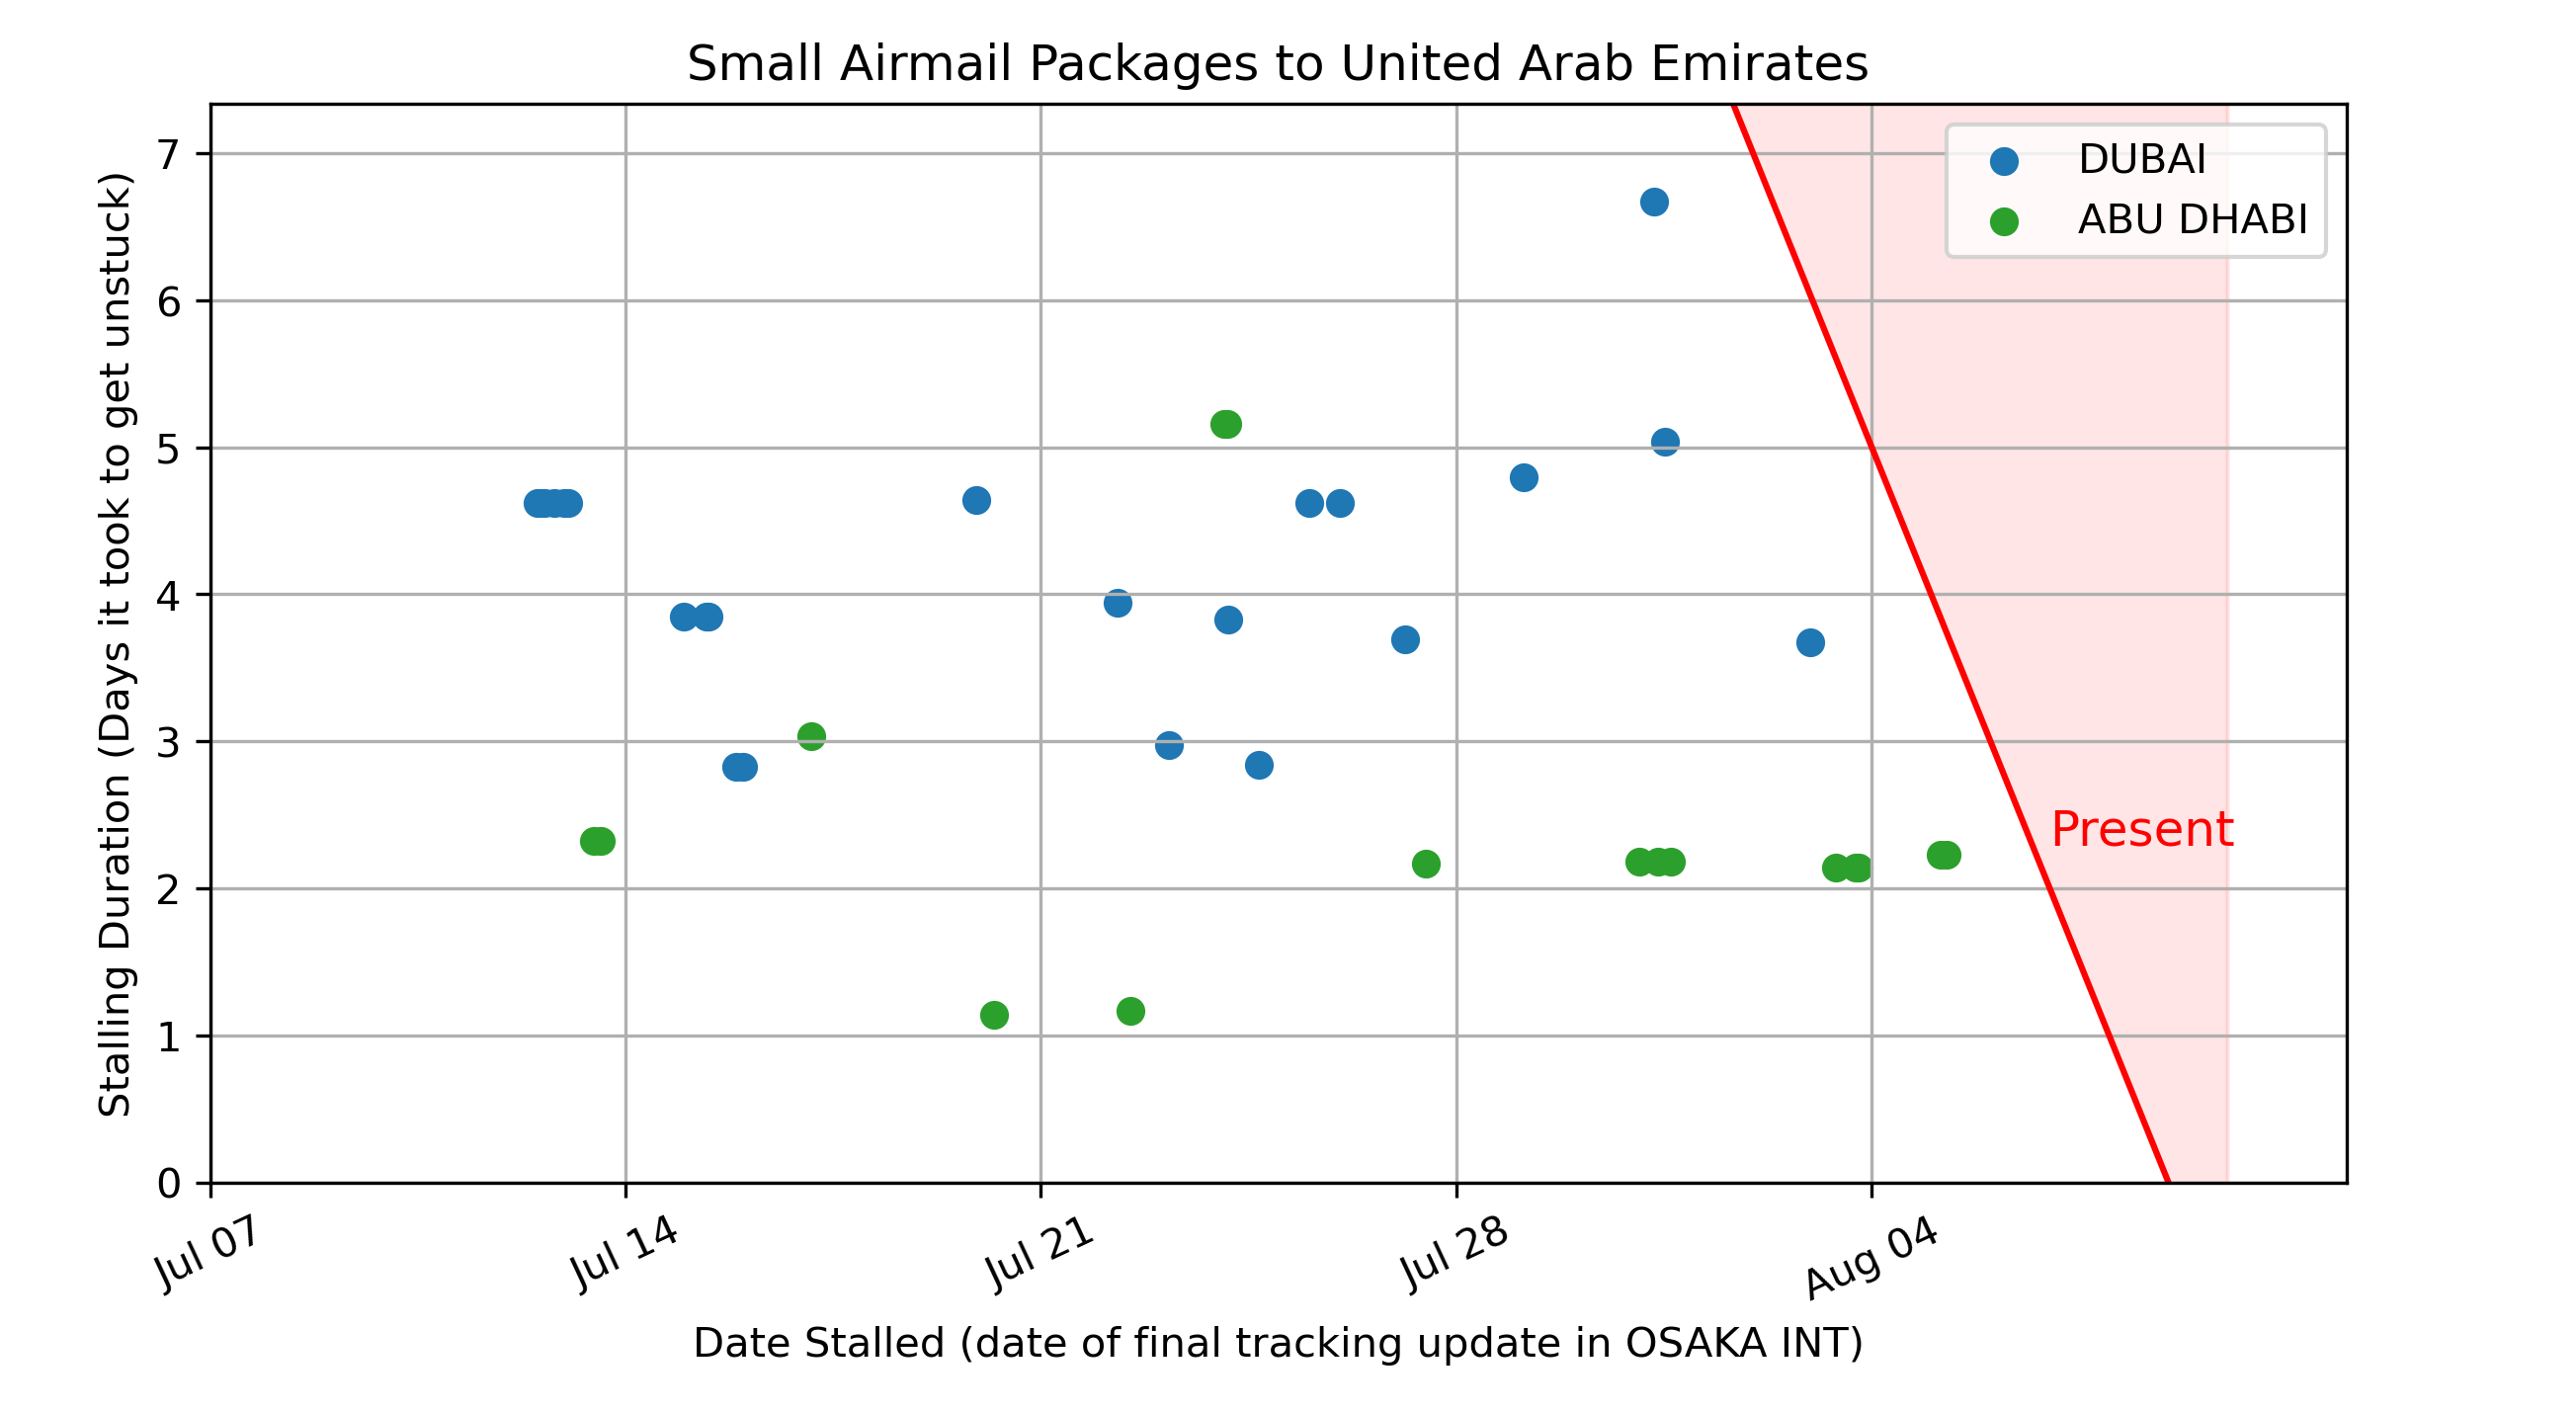 Small Airmail Packages to United Arab Emirates
Stalling Duration (Days it took to get unstuck)
7
6
5
4
3
2
1
0
DUBAI
ABU DHABI
Present
Jul 07
Jul 14
Jul 21
Jul 28
Aug 04
Date Stalled (date of final tracking update in OSAKA INT)